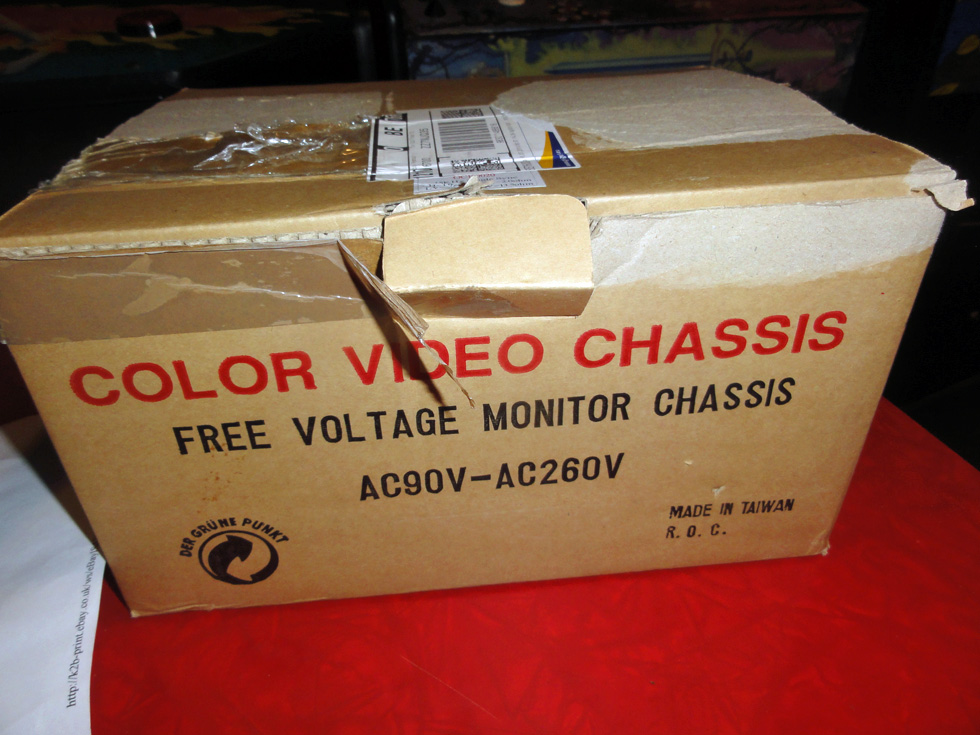 COLOR VIDEO CHASSIS
FREE VOLTAGE MONITOR CHASSIS
AC90V-AC260V
MADE IN TAIWAN
R. O. C.
DER GRÜNE PUNKT